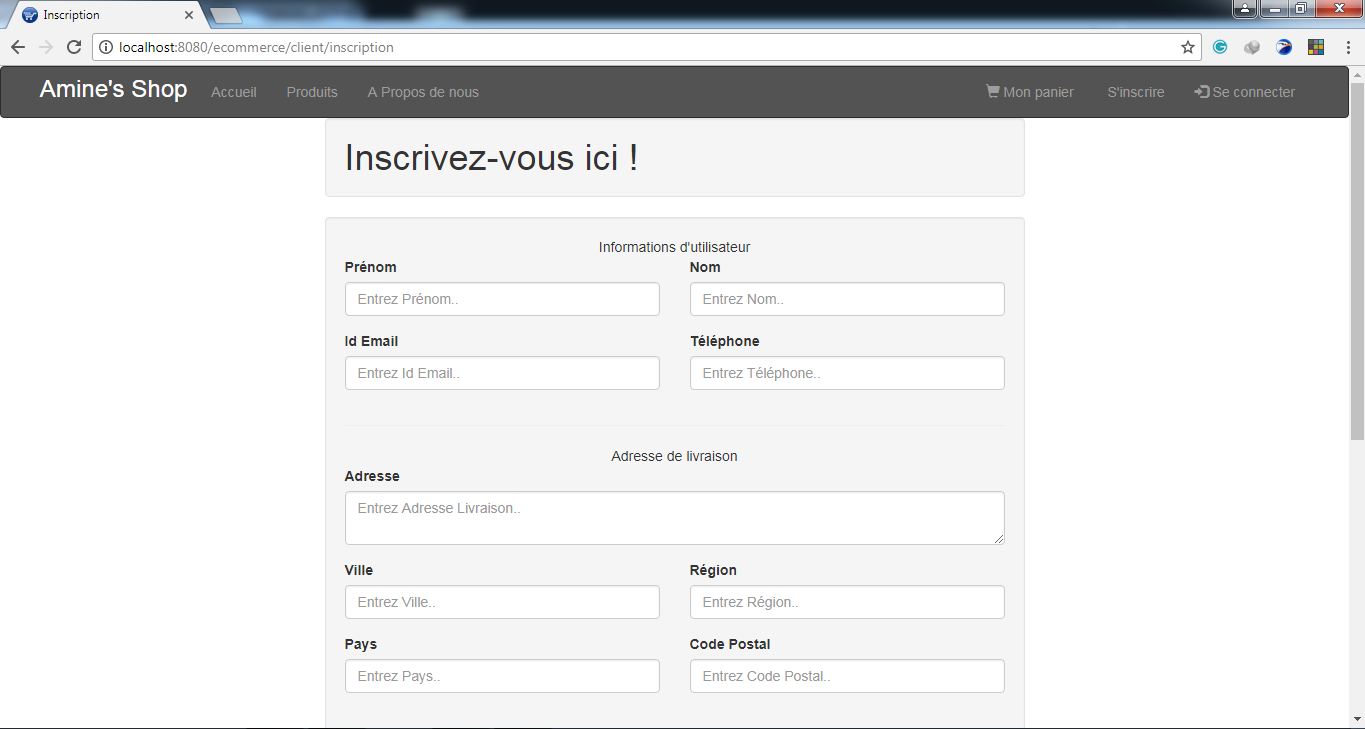 Inscription
localhost:8080/ecommerce/client/inscription
Amine's Shop Accueil Produits A Propos de nous Mon panier S'inscrire Se connecter
Inscrivez-vous ici !
Informations d'utilisateur
Prénom Nom
Entrez Prénom.. Entrez Nom..
Id Email Téléphone
Entrez Id Email.. Entrez Téléphone..
Adresse de livraison
Adresse
Entrez Adresse Livraison..
Ville Région
Entrez Ville.. Entrez Région..
Pays Code Postal
Entrez Pays.. Entrez Code Postal..